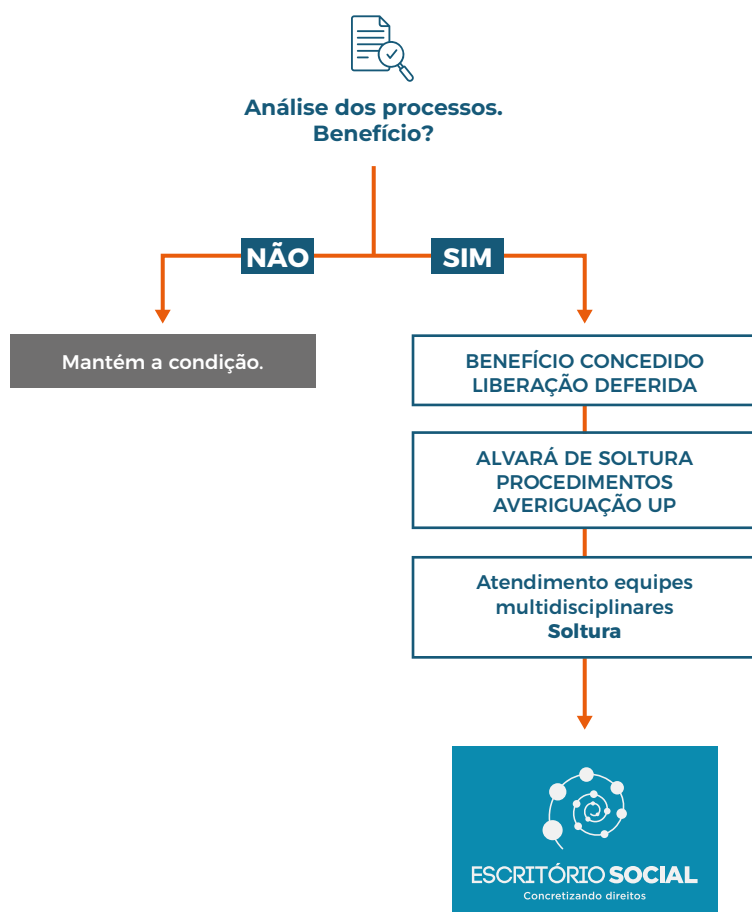 Análise dos processos.
Benefício?
NÃO
SIM
Mantém a condição.
BENEFÍCIO CONCEDIDO
LIBERAÇÃO DEFERIDA
ALVARÁ DE SOLTURA
PROCEDIMENTOS
AVERIGUAÇÃO UP
Atendimento equipes
multidisciplinares
Soltura
ESCRITÓRIO SOCIAL
Concretizando direitos